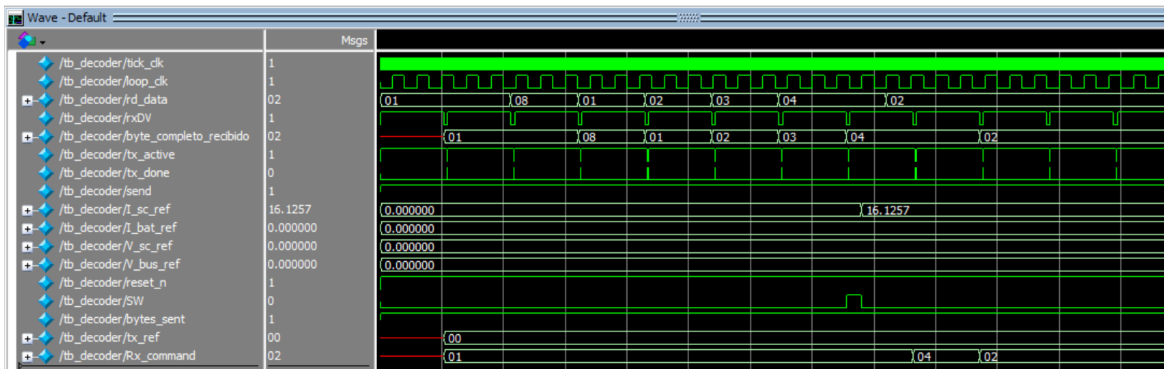 Wave - Default
Msgs
/tb_decoder/tick_clk 1
/tb_decoder/loop_clk 1
/tb_decoder/rd_data 02 01 08 01 02 03 04 02
/tb_decoder/rxDV 1
/tb_decoder/byte_completo_recibido 02 01 08 01 02 03 04 02
/tb_decoder/tx_active 1
/tb_decoder/tx_done 0
/tb_decoder/send 1
/tb_decoder/I_sc_ref 16.1257 0.000000 16.1257
/tb_decoder/I_bat_ref 0.000000 0.000000
/tb_decoder/V_sc_ref 0.000000 0.000000
/tb_decoder/V_bus_ref 0.000000 0.000000
/tb_decoder/reset_n 1
/tb_decoder/SW 0
/tb_decoder/bytes_sent 1
/tb_decoder/tx_ref 00 00
/tb_decoder/Rx_command 02 01 04 02